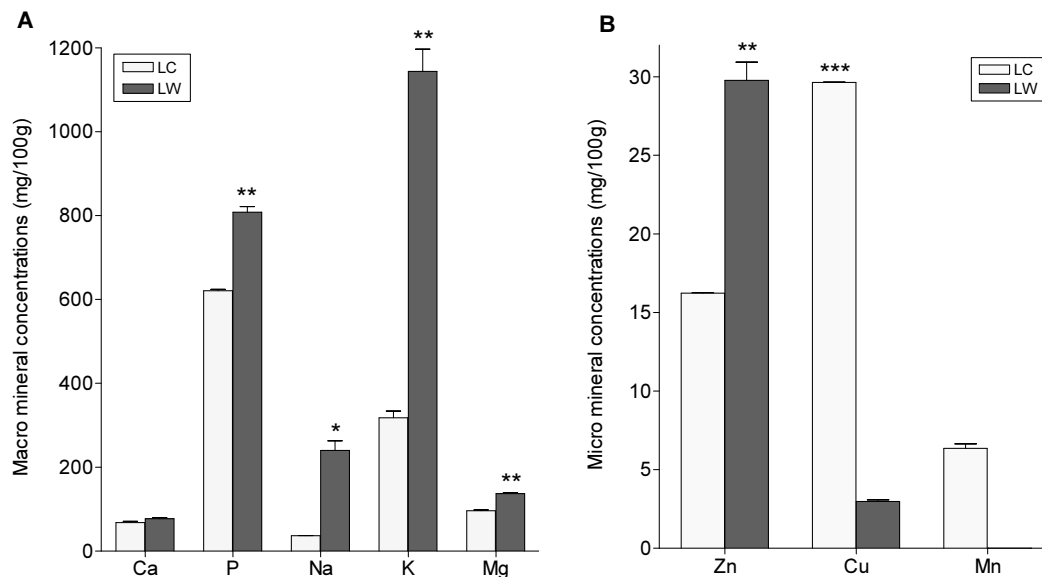 A
Macro mineral concentrations (mg/100g)
1200
1000
800
600
400
200
0
LC
LW
**
*
**
**
Ca P Na K Mg
B
Micro mineral concentrations (mg/100g)
30
25
20
15
10
5
0
LC
LW
**
***
Zn Cu Mn